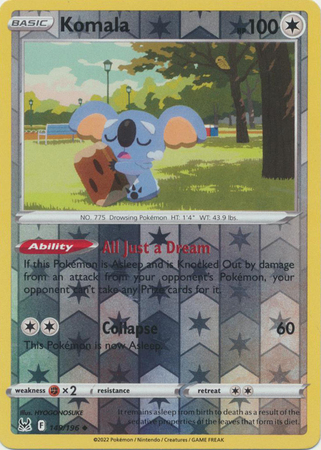 BASIC
Komala
100
NO. 775. Drowsing Pokémon. HT: 1'4" WT: 43.9 lbs.
Ability All Just a Dream
If this Pokémon is Asleep and is Knocked Out by damage
from an attack from your opponent's Pokémon, your
opponent can't take any Prize cards for it.
Collapse 60
This Pokémon is now Asleep.
weakness ×2 resistance retreat
Illus. HYOGONOSUKE
F 149/196 ◆
It remains asleep from birth to death as a result of the
sedative properties of the leaves that form its diet.
©2022 Pokémon / Nintendo / Creatures / GAME FREAK